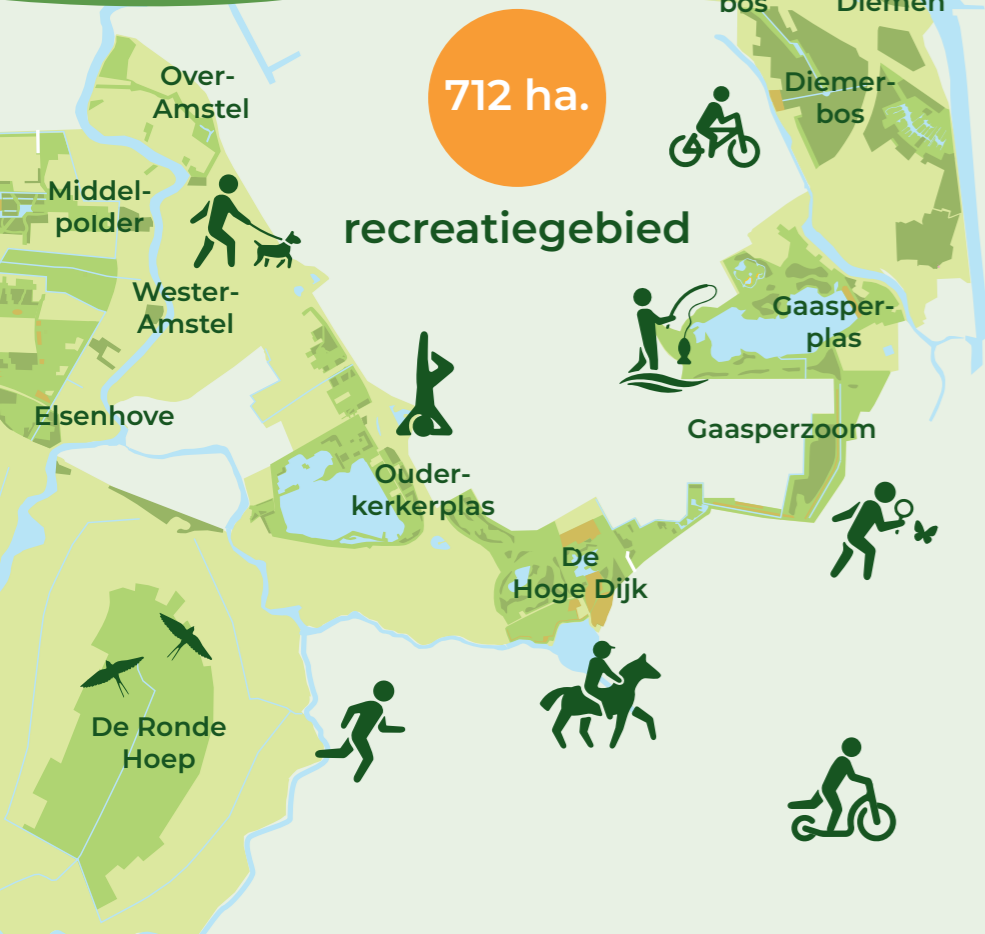 bos
Diemen
Over-
Amstel
712 ha.
Diemer-
bos
Middel-
polder
recreatiegebied
Wester-
Amstel
Gaasper-
plas
Elsenhove
Gaasperzoom
Ouder-
kerkerplas
De
Hoge Dijk
De Ronde
Hoep